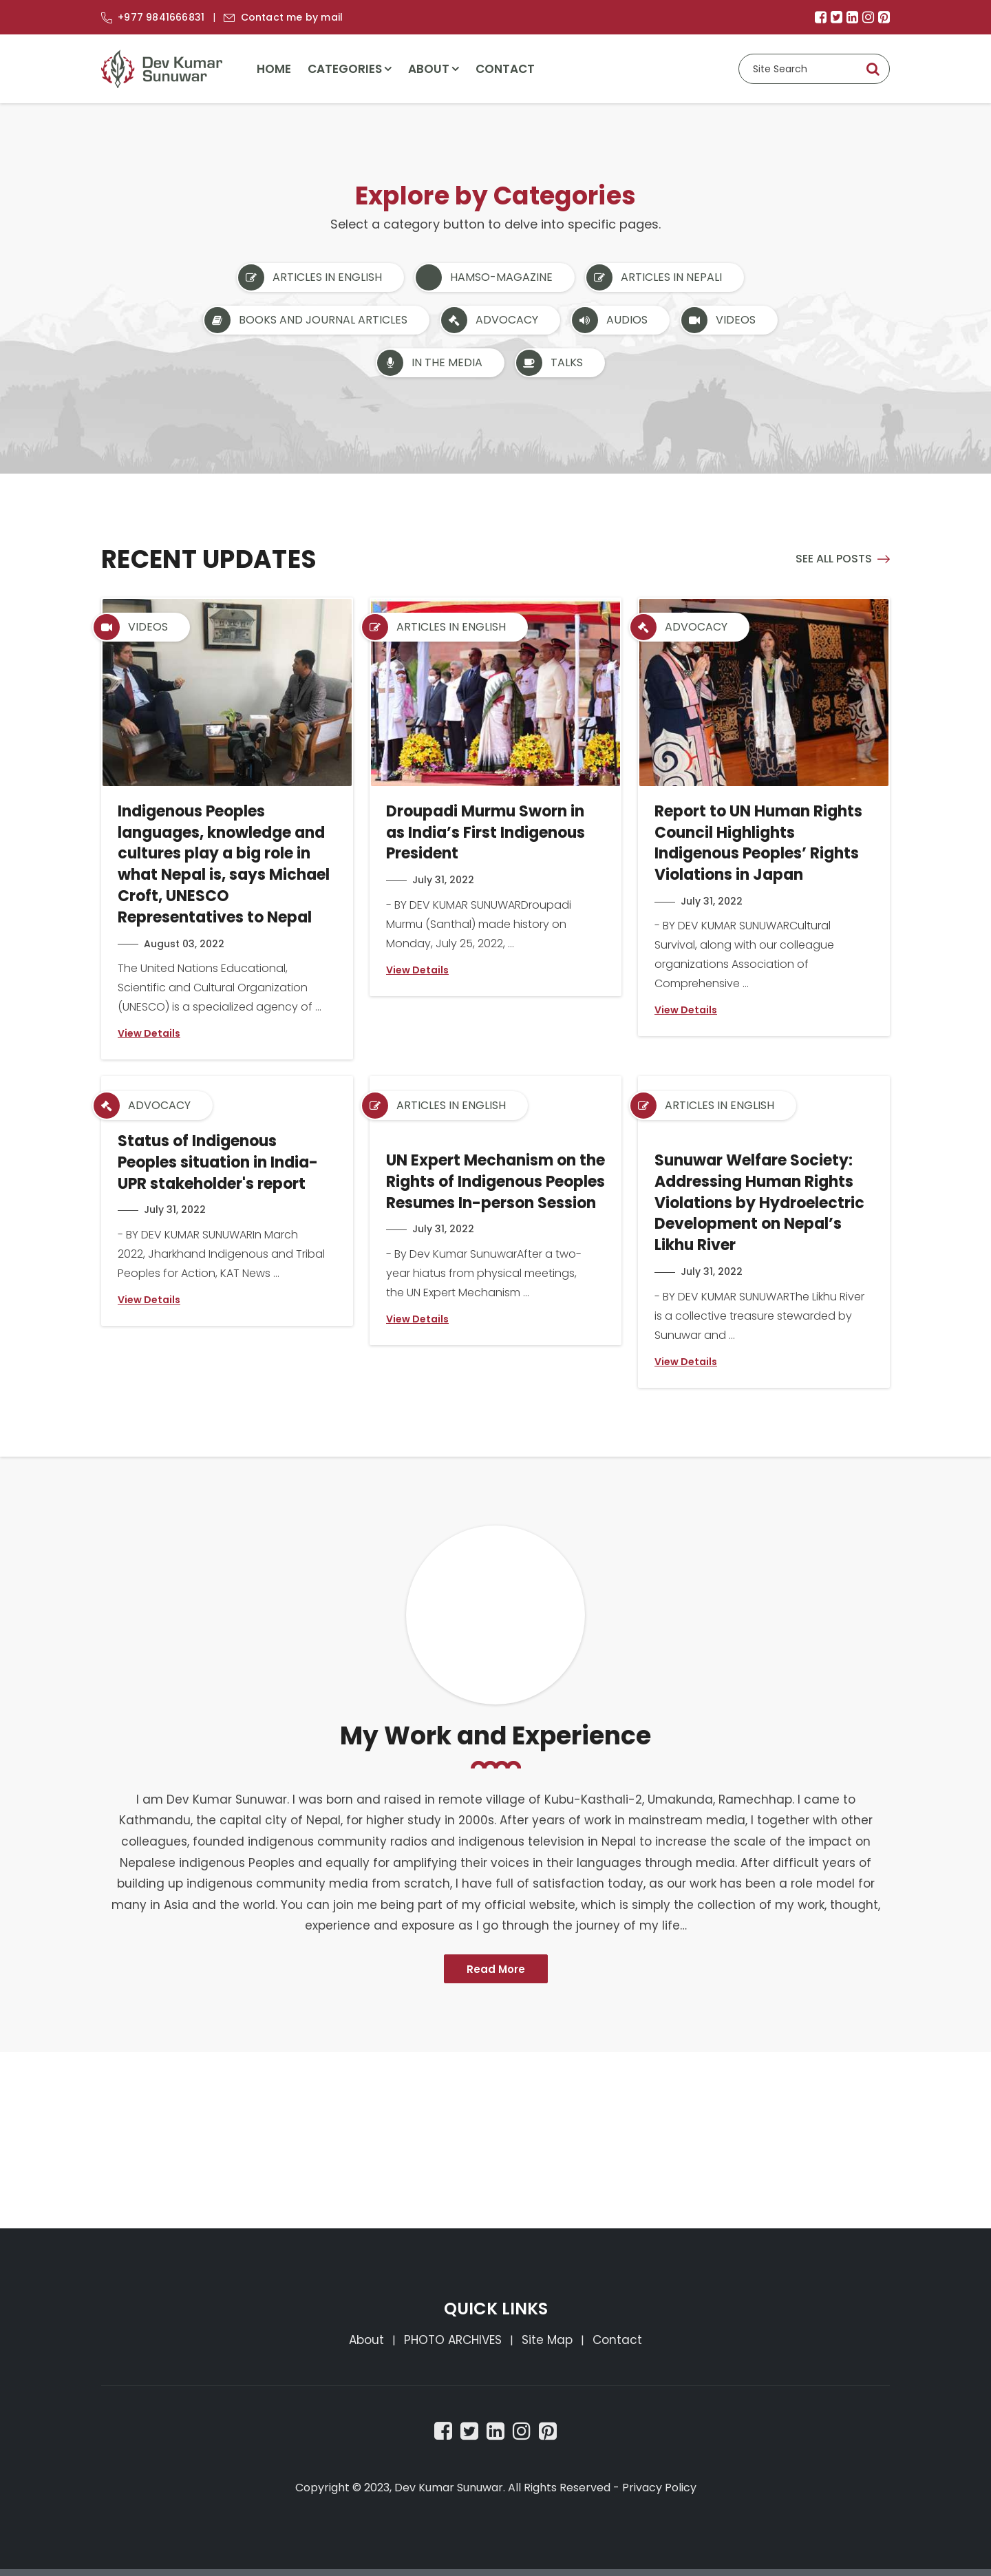 +977 9841666831 | Contact me by mail
Dev Kumar
Sunuwar
HOME CATEGORIES ABOUT CONTACT
Site Search
Explore by Categories
Select a category button to delve into specific pages.
ARTICLES IN ENGLISH
HAMSO-MAGAZINE
ARTICLES IN NEPALI
BOOKS AND JOURNAL ARTICLES
ADVOCACY
AUDIOS
VIDEOS
IN THE MEDIA
TALKS
RECENT UPDATES
SEE ALL POSTS
VIDEOS
Indigenous Peoples
languages, knowledge and
cultures play a big role in
what Nepal is, says Michael
Croft, UNESCO
Representatives to Nepal
August 03, 2022
The United Nations Educational,
Scientific and Cultural Organization
(UNESCO) is a specialized agency of ...
View Details
ARTICLES IN ENGLISH
Droupadi Murmu Sworn in
as India’s First Indigenous
President
July 31, 2022
- BY DEV KUMAR SUNUWARDroupadi
Murmu (Santhal) made history on
Monday, July 25, 2022, ...
View Details
ADVOCACY
Report to UN Human Rights
Council Highlights
Indigenous Peoples’ Rights
Violations in Japan
July 31, 2022
- BY DEV KUMAR SUNUWARCultural
Survival, along with our colleague
organizations Association of
Comprehensive ...
View Details
ADVOCACY
Status of Indigenous
Peoples situation in India-
UPR stakeholder's report
July 31, 2022
- BY DEV KUMAR SUNUWARIn March
2022, Jharkhand Indigenous and Tribal
Peoples for Action, KAT News ...
View Details
ARTICLES IN ENGLISH
UN Expert Mechanism on the
Rights of Indigenous Peoples
Resumes In-person Session
July 31, 2022
- By Dev Kumar SunuwarAfter a two-
year hiatus from physical meetings,
the UN Expert Mechanism ...
View Details
ARTICLES IN ENGLISH
Sunuwar Welfare Society:
Addressing Human Rights
Violations by Hydroelectric
Development on Nepal’s
Likhu River
July 31, 2022
- BY DEV KUMAR SUNUWARThe Likhu River
is a collective treasure stewarded by
Sunuwar and ...
View Details
My Work and Experience
I am Dev Kumar Sunuwar. I was born and raised in remote village of Kubu-Kasthali-2, Umakunda, Ramechhap. I came to
Kathmandu, the capital city of Nepal, for higher study in 2000s. After years of work in mainstream media, I together with other
colleagues, founded indigenous community radios and indigenous television in Nepal to increase the scale of the impact on
Nepalese indigenous Peoples and equally for amplifying their voices in their languages through media. After difficult years of
building up indigenous community media from scratch, I have full of satisfaction today, as our work has been a role model for
many in Asia and the world. You can join me being part of my official website, which is simply the collection of my work, thought,
experience and exposure as I go through the journey of my life...
Read More
QUICK LINKS
About | PHOTO ARCHIVES | Site Map | Contact
Copyright © 2023, Dev Kumar Sunuwar. All Rights Reserved - Privacy Policy